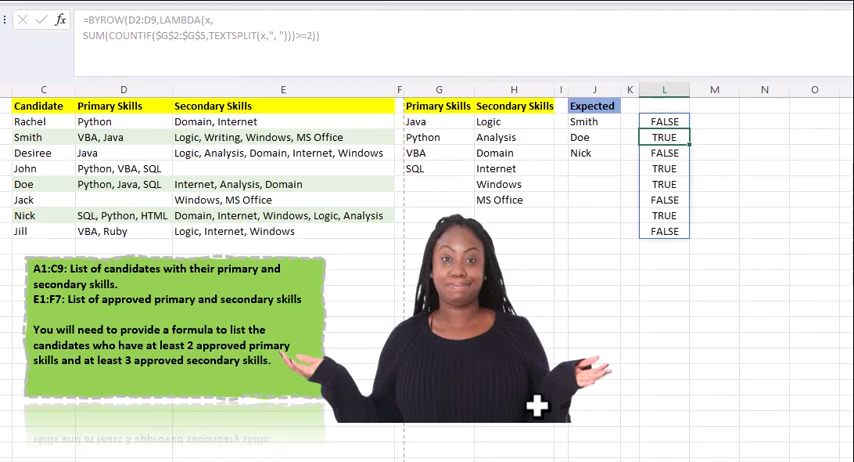 fx =BYROW(D2:D9,LAMBDA(x,
SUM(COUNTIF($G$2:$G$5,TEXTSPLIT(x,", ")))>=2))
C D E F G H I J K L M N O
Candidate Primary Skills Secondary Skills Primary Skills Secondary Skills Expected
Rachel Python Domain, Internet Java Logic Smith FALSE
Smith VBA, Java Logic, Writing, Windows, MS Office Python Analysis Doe TRUE
Desiree Java Logic, Analysis, Domain, Internet, Windows VBA Domain Nick FALSE
John Python, VBA, SQL SQL Internet TRUE
Doe Python, Java, SQL Internet, Analysis, Domain Windows TRUE
Jack Windows, MS Office MS Office FALSE
Nick SQL, Python, HTML Domain, Internet, Windows, Logic, Analysis TRUE
Jill VBA, Ruby Logic, Internet, Windows FALSE
A1:C9: List of candidates with their primary and
secondary skills.
E1:F7: List of approved primary and secondary skills
You will need to provide a formula to list the
candidates who have at least 2 approved primary
skills and at least 3 approved secondary skills.